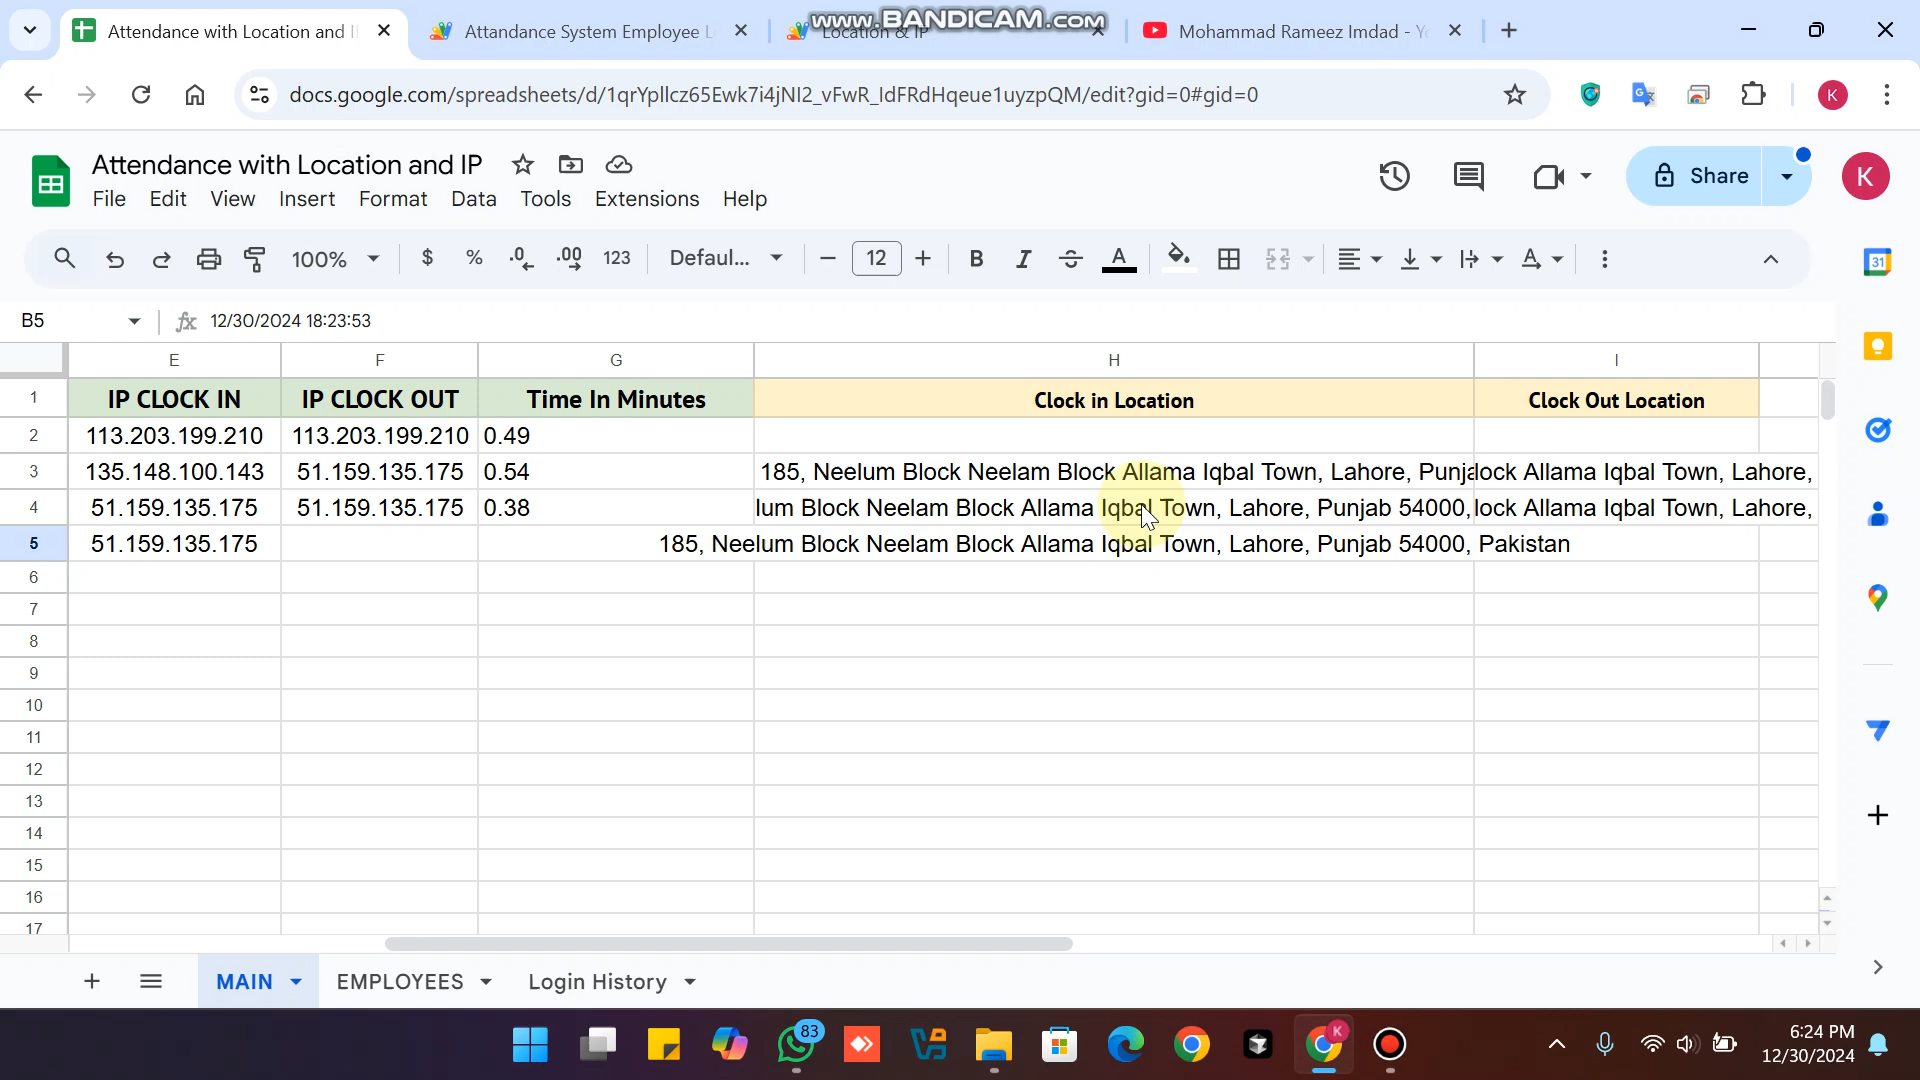 www.BANDICAM.com
Attendance with Location and I
Attandance System Employee L
Location & IP
Mohammad Rameez Imdad - Y
docs.google.com/spreadsheets/d/1qrYpllcz65Ewk7i4jNI2_vFwR_IdFRdHqeue1uyzpQM/edit?gid=0#gid=0
K
Attendance with Location and IP
File Edit View Insert Format Data Tools Extensions Help
Share
K
100% $ % .0 .00 123 Defaul... 12 B I A
31
B5
fx 12/30/2024 18:23:53
E F G H I
1 IP CLOCK IN IP CLOCK OUT Time In Minutes Clock in Location Clock Out Location
2 113.203.199.210 113.203.199.210 0.49
3 135.148.100.143 51.159.135.175 0.54 185, Neelum Block Neelam Block Allama Iqbal Town, Lahore, Punja lock Allama Iqbal Town, Lahore,
4 51.159.135.175 51.159.135.175 0.38 lum Block Neelam Block Allama Iqbal Town, Lahore, Punjab 54000, lock Allama Iqbal Town, Lahore,
5 51.159.135.175 185, Neelum Block Neelam Block Allama Iqbal Town, Lahore, Punjab 54000, Pakistan
6
7
8
9
10
11
12
13
14
15
16
17
MAIN EMPLOYEES Login History
83
K
6:24 PM
12/30/2024